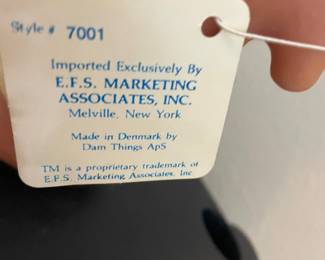 Style # 7001
Imported Exclusively By
E.F.S. MARKETING
ASSOCIATES, INC.
Melville, New York
Made in Denmark by
Dam Things ApS
TM is a proprietary trademark of
E.F.S. Marketing Associates, Inc